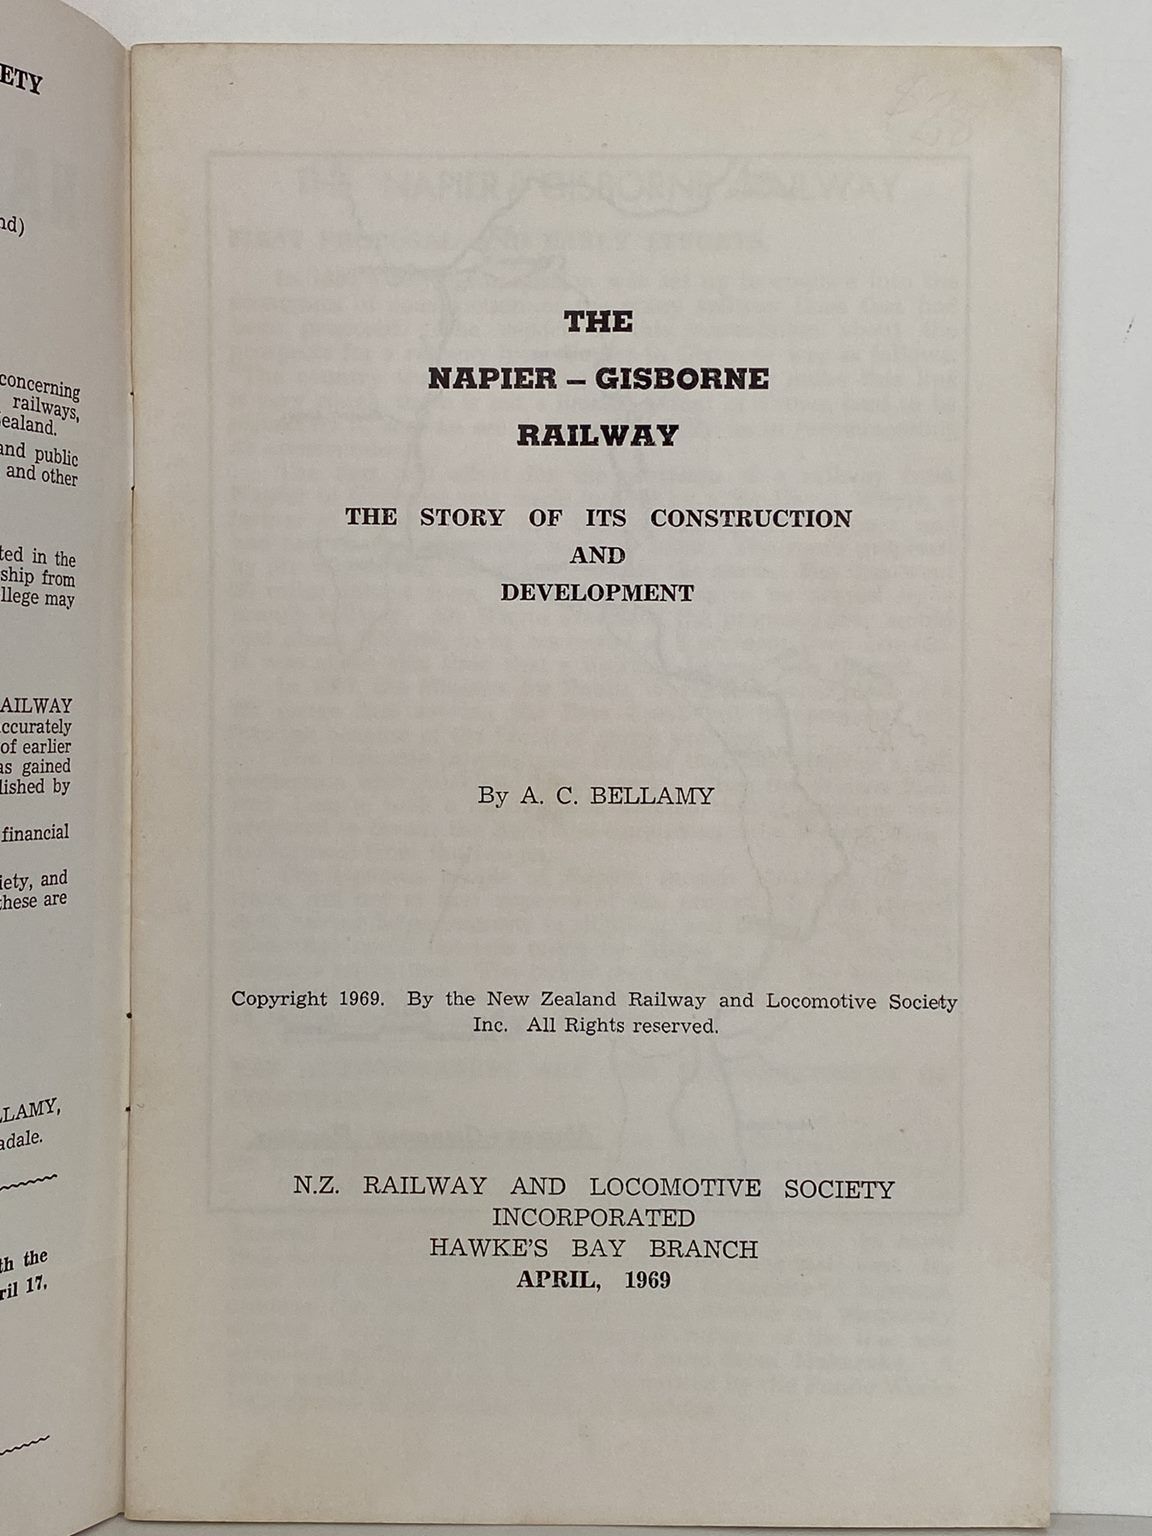 ETY
nd)
concerning
railways,
ealand.
and public
and other
ted in the
ship from
llege may
AILWAY
ccurately
of earlier
as gained
lished by
financial
iety, and
these are
LLAMY,
adale.
th the
ril 17,
THE
NAPIER – GISBORNE
RAILWAY
THE STORY OF ITS CONSTRUCTION
AND
DEVELOPMENT
By A. C. BELLAMY
Copyright 1969. By the New Zealand Railway and Locomotive Society
Inc. All Rights reserved.
N.Z. RAILWAY AND LOCOMOTIVE SOCIETY
INCORPORATED
HAWKE'S BAY BRANCH
APRIL, 1969